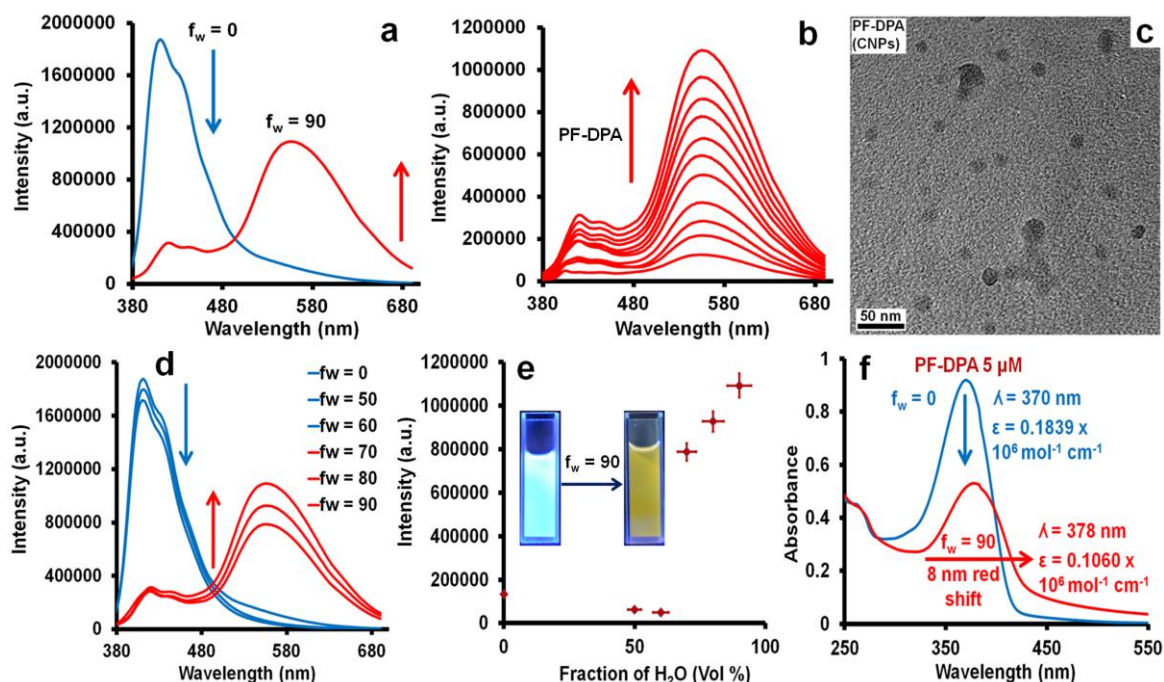 a
Intensity (a.u.)
2000000
1600000
1200000
800000
400000
0
f_w = 0
f_w = 90
380
480
580
680
Wavelength (nm)
b
Intensity (a.u.)
1200000
1000000
800000
600000
400000
200000
0
PF-DPA
380
480
580
680
Wavelength (nm)
PF-DPA
(CNPs)
c
50 nm
d
Intensity (a.u.)
2000000
1600000
1200000
800000
400000
0
fw = 0
fw = 50
fw = 60
fw = 70
fw = 80
fw = 90
380
480
580
680
Wavelength (nm)
e
Intensity (a.u.)
1200000
1000000
800000
600000
400000
200000
0
f_w = 90
0
50
100
Fraction of H₂O (Vol %)
f
Absorbance
1
0.8
0.6
0.4
0.2
0
PF-DPA 5 µM
f_w = 0
ʎ = 370 nm
ε = 0.1839 x
10⁶ mol⁻¹ cm⁻¹
f_w = 90
8 nm red
shift
ʎ = 378 nm
ε = 0.1060 x
10⁶ mol⁻¹ cm⁻¹
250
350
450
550
Wavelength (nm)